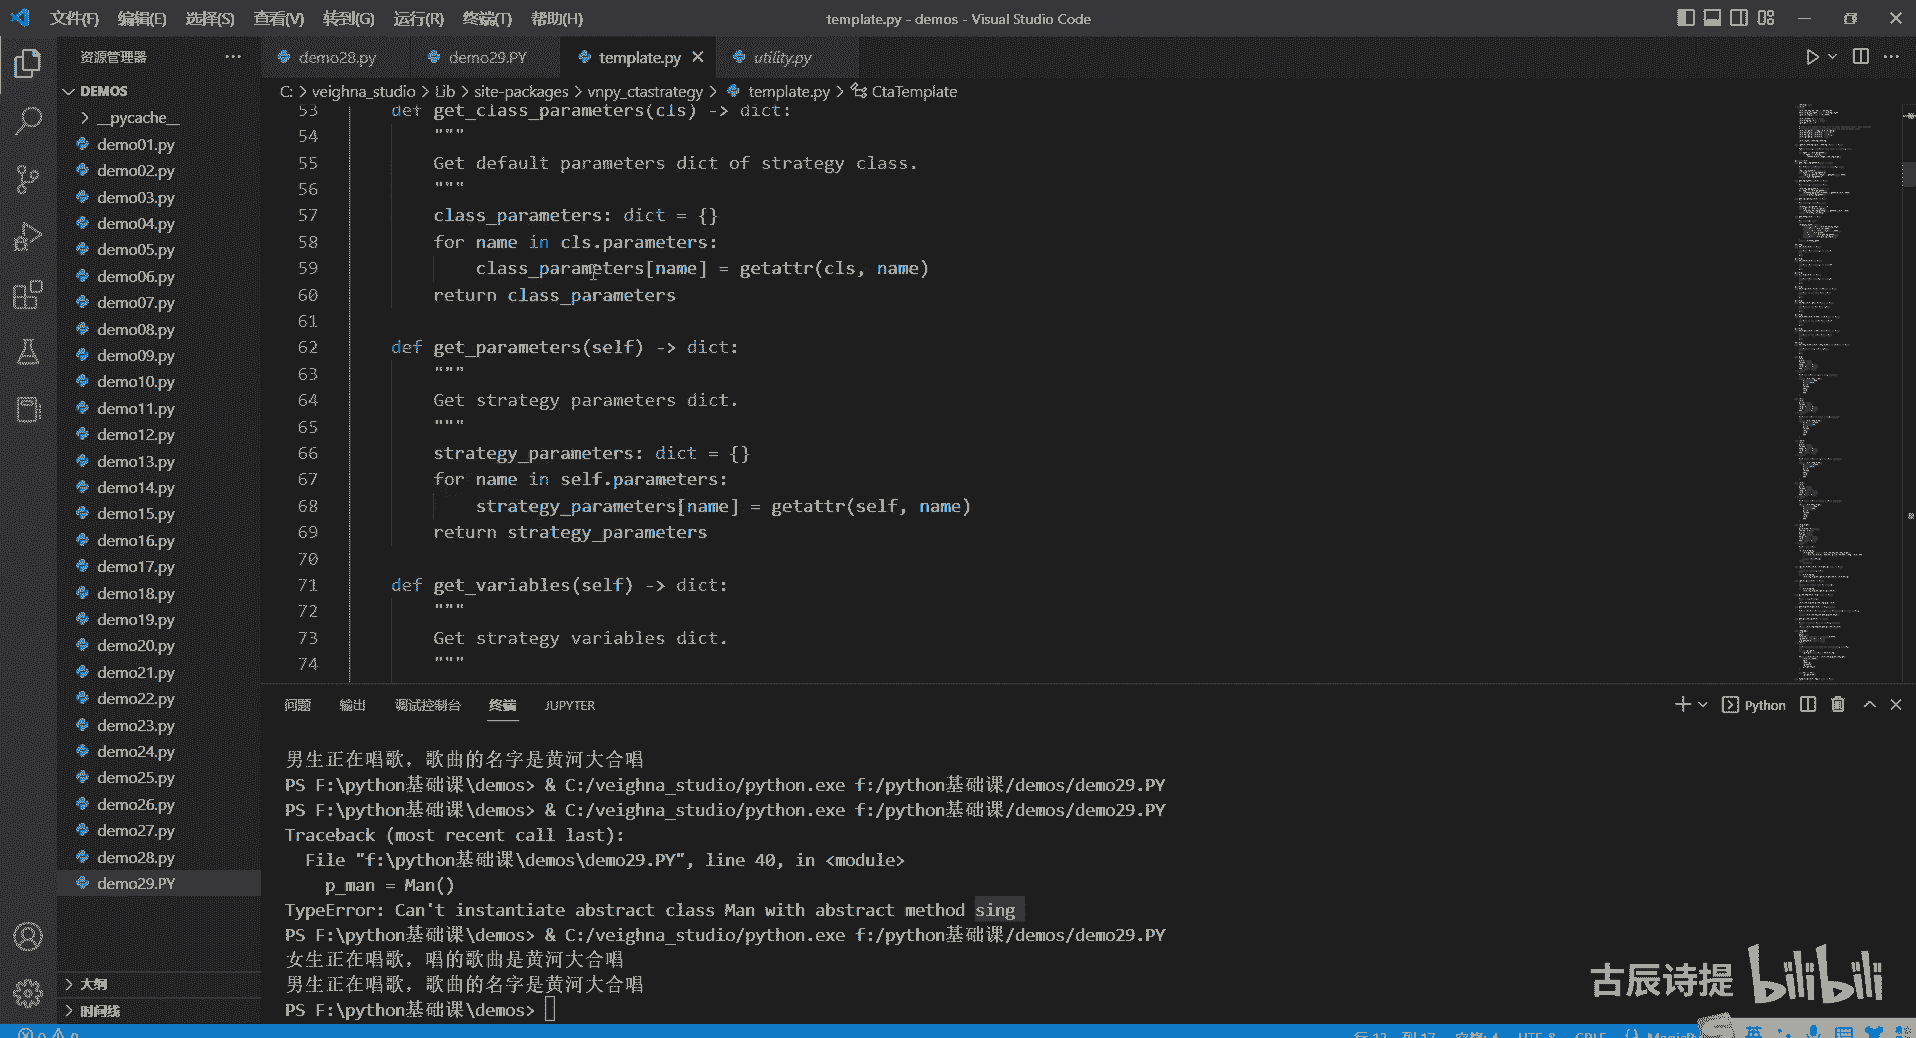 文件(F) 编辑(E) 选择(S) 查看(V) 转到(G) 运行(R) 终端(T) 帮助(H) template.py - demos - Visual Studio Code
资源管理器
demo28.py demo29.PY template.py utility.py
DEMOS
C: > veighna_studio > Lib > site-packages > vnpy_ctastrategy > template.py > CtaTemplate
__pycache__
demo01.py
demo02.py
demo03.py
demo04.py
demo05.py
demo06.py
demo07.py
demo08.py
demo09.py
demo10.py
demo11.py
demo12.py
demo13.py
demo14.py
demo15.py
demo16.py
demo17.py
demo18.py
demo19.py
demo20.py
demo21.py
demo22.py
demo23.py
demo24.py
demo25.py
demo26.py
demo27.py
demo28.py
demo29.PY
大纲
时间线
53 def get_class_parameters(cls) -> dict:
54 """
55 Get default parameters dict of strategy class.
56 """
57 class_parameters: dict = {}
58 for name in cls.parameters:
59 class_parameters[name] = getattr(cls, name)
60 return class_parameters
61
62 def get_parameters(self) -> dict:
63 """
64 Get strategy parameters dict.
65 """
66 strategy_parameters: dict = {}
67 for name in self.parameters:
68 strategy_parameters[name] = getattr(self, name)
69 return strategy_parameters
70
71 def get_variables(self) -> dict:
72 """
73 Get strategy variables dict.
74 """
问题 输出 调试控制台 终端 JUPYTER
Python
男生正在唱歌，歌曲的名字是黄河大合唱
PS F:\python基础课\demos> & C:/veighna_studio/python.exe f:/python基础课/demos/demo29.PY
PS F:\python基础课\demos> & C:/veighna_studio/python.exe f:/python基础课/demos/demo29.PY
Traceback (most recent call last):
File "f:\python基础课\demos\demo29.PY", line 40, in <module>
p_man = Man()
TypeError: Can't instantiate abstract class Man with abstract method sing
PS F:\python基础课\demos> & C:/veighna_studio/python.exe f:/python基础课/demos/demo29.PY
女生正在唱歌，唱的歌曲是黄河大合唱
男生正在唱歌，歌曲的名字是黄河大合唱
PS F:\python基础课\demos>
古辰诗提 bilibili
英